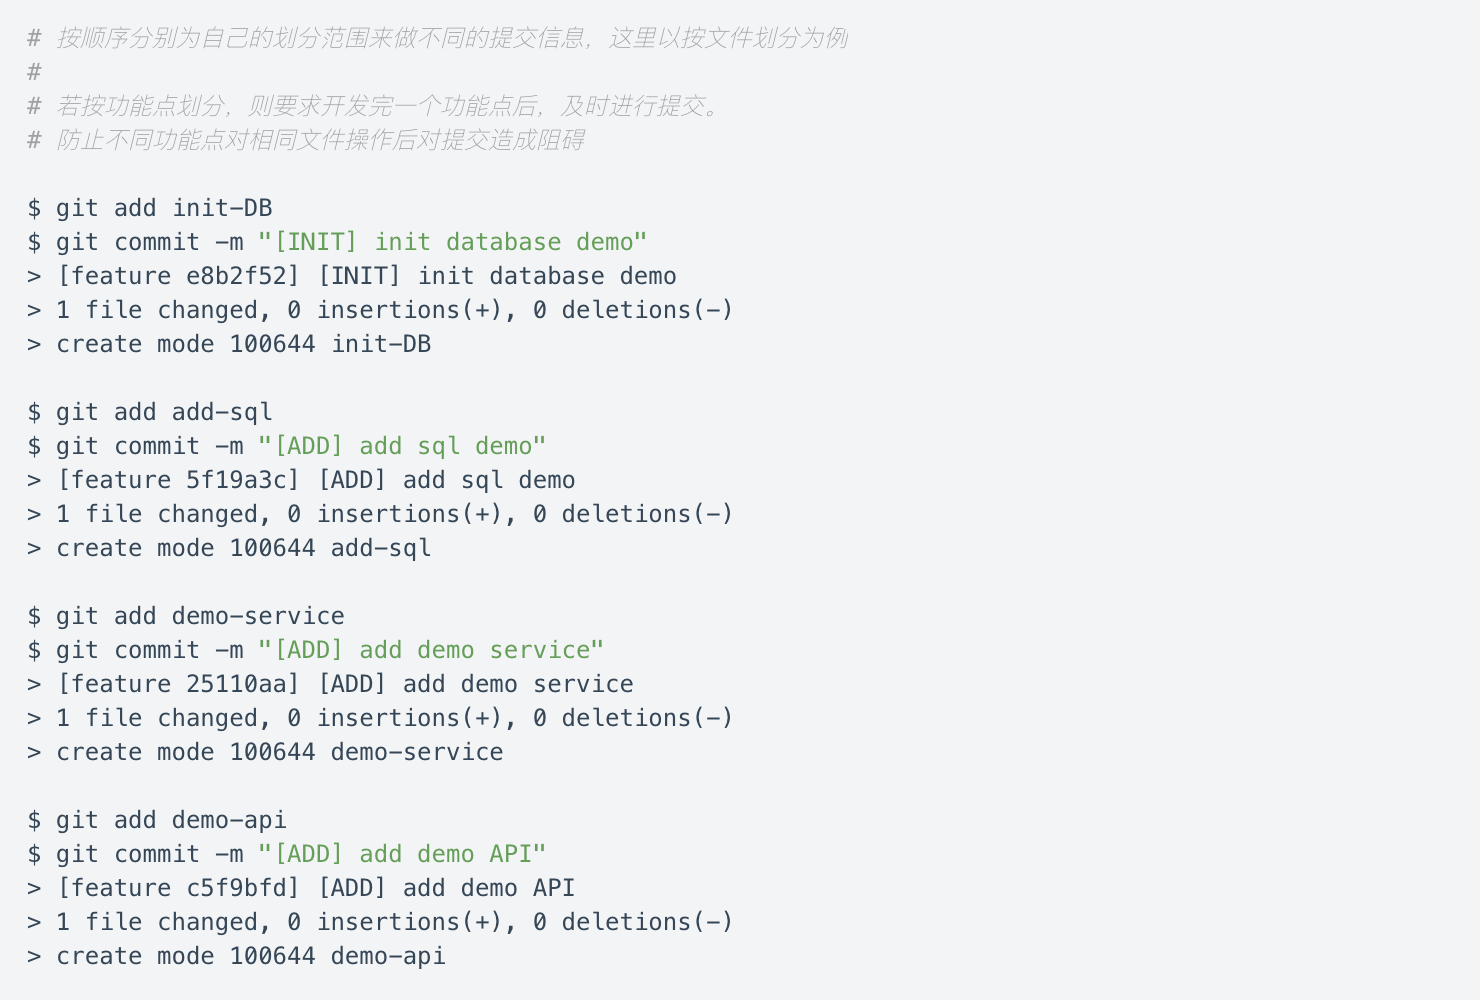 # 按顺序分别为自己的划分范围来做不同的提交信息，这里以按文件划分为例
#
# 若按功能点划分，则要求开发完一个功能点后，及时进行提交。
# 防止不同功能点对相同文件操作后对提交造成阻碍
$ git add init-DB
$ git commit -m "[INIT] init database demo"
> [feature e8b2f52] [INIT] init database demo
> 1 file changed, 0 insertions(+), 0 deletions(-)
> create mode 100644 init-DB
$ git add add-sql
$ git commit -m "[ADD] add sql demo"
> [feature 5f19a3c] [ADD] add sql demo
> 1 file changed, 0 insertions(+), 0 deletions(-)
> create mode 100644 add-sql
$ git add demo-service
$ git commit -m "[ADD] add demo service"
> [feature 25110aa] [ADD] add demo service
> 1 file changed, 0 insertions(+), 0 deletions(-)
> create mode 100644 demo-service
$ git add demo-api
$ git commit -m "[ADD] add demo API"
> [feature c5f9bfd] [ADD] add demo API
> 1 file changed, 0 insertions(+), 0 deletions(-)
> create mode 100644 demo-api